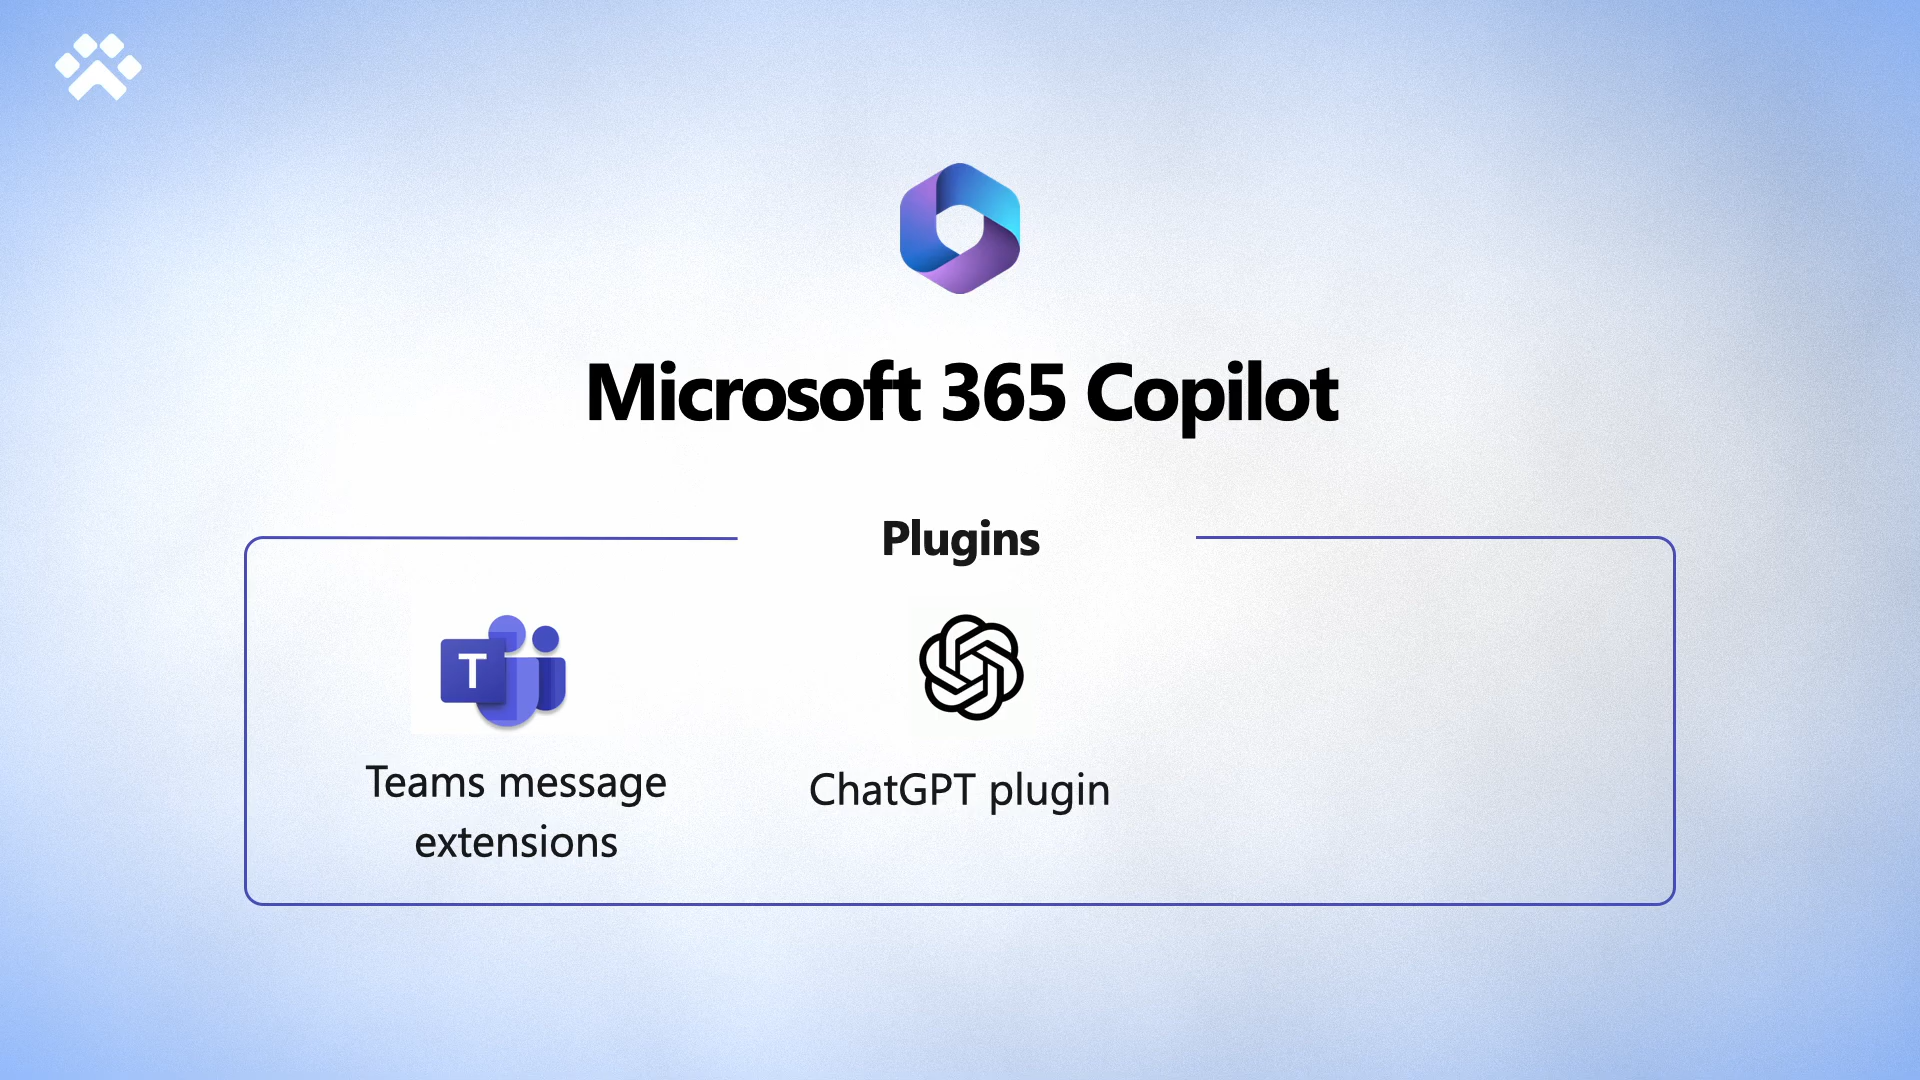 Microsoft 365 Copilot
Plugins
T
Teams message
extensions
ChatGPT plugin